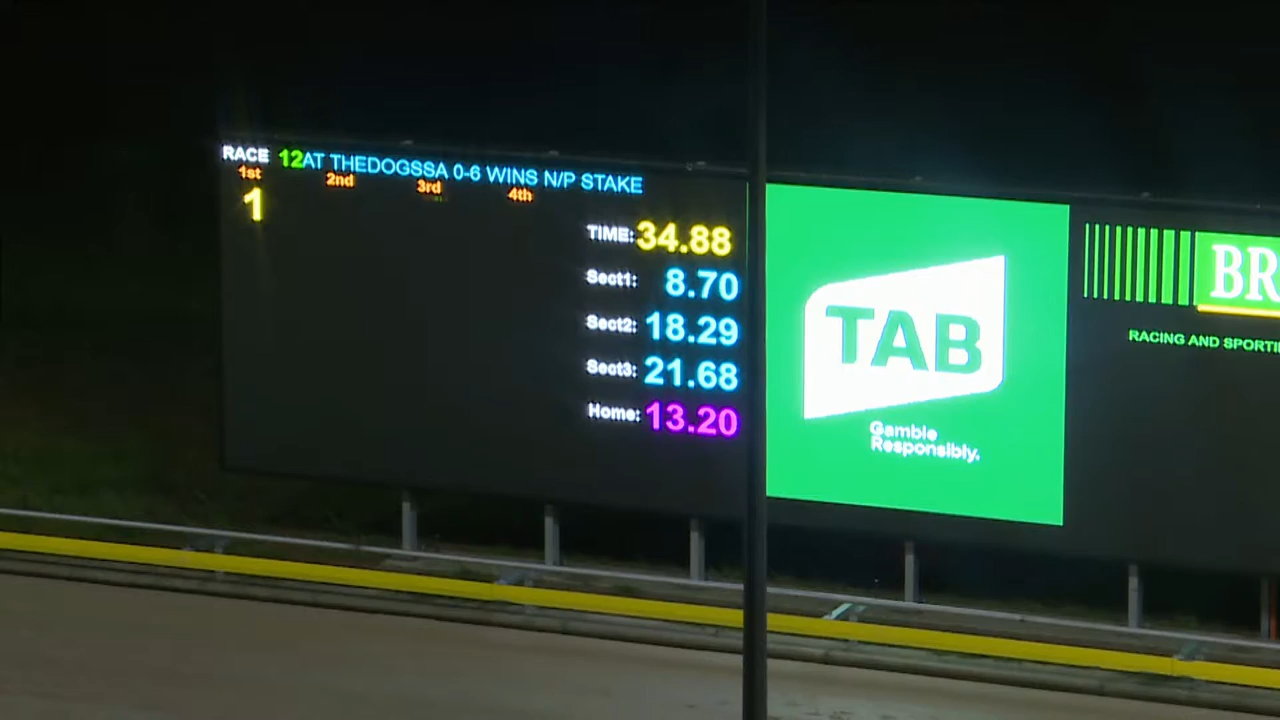 RACE 12AT THEDOGSSA 0-6 WINS N/P STAKE
1st 2nd 3rd 4th
1
TIME: 34.88
Sect1: 8.70
Sect2: 18.29
Sect3: 21.68
Home: 13.20
TAB
Gamble
Responsibly.
BR
RACING AND SPORTI